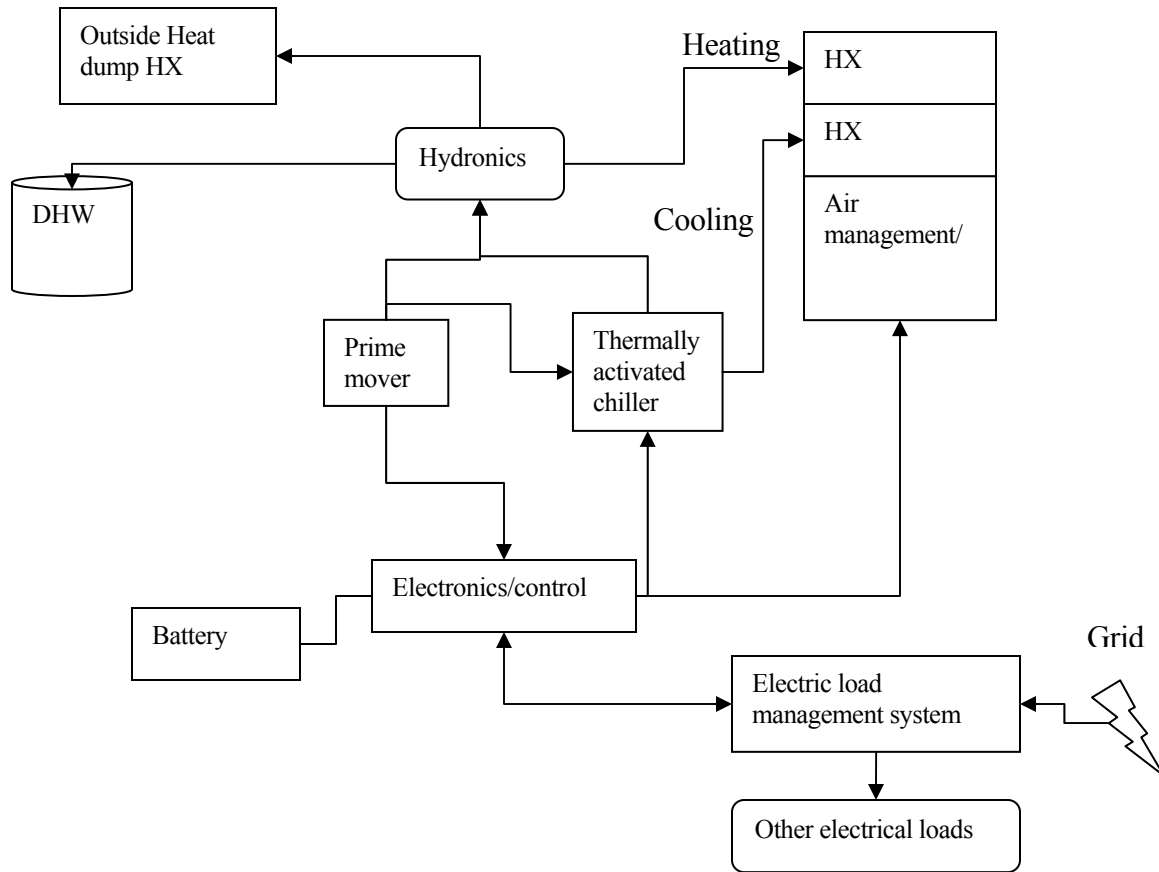 Outside Heat
dump HX
Heating
HX
HX
Hydronics
DHW
Cooling
Air
management/
Prime
mover
Thermally
activated
chiller
Electronics/control
Battery
Grid
Electric load
management system
Other electrical loads